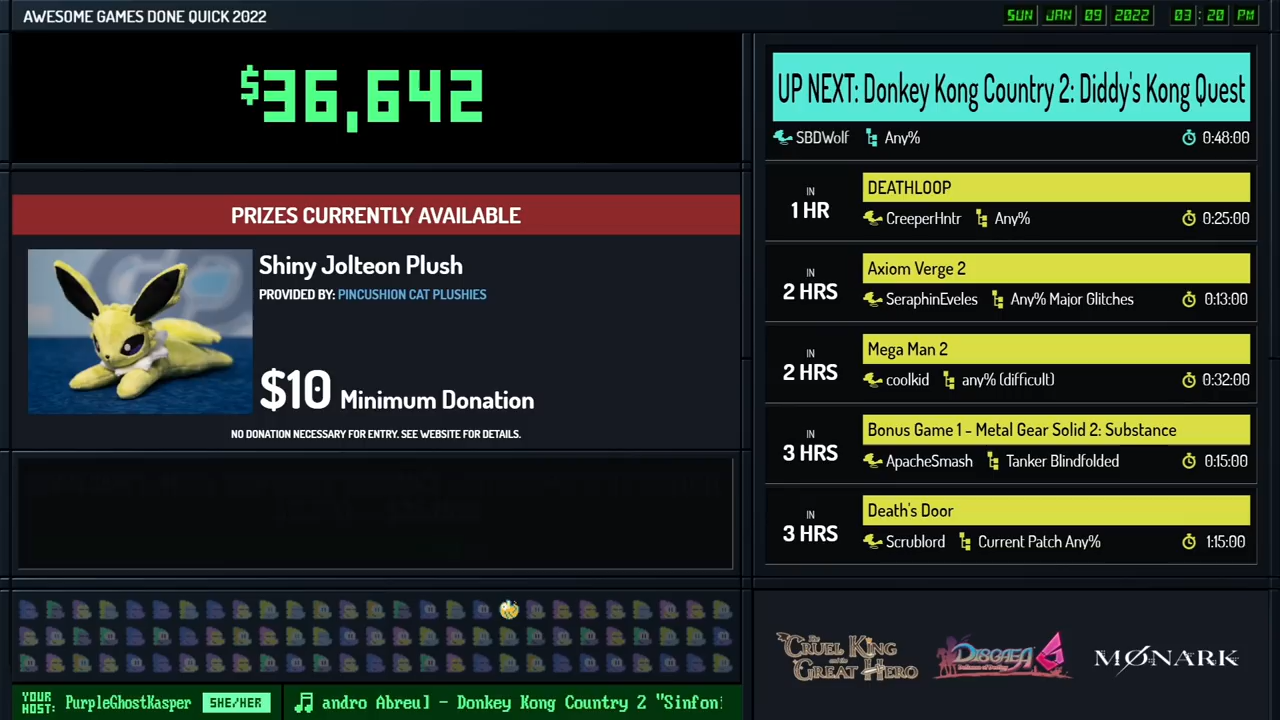 AWESOME GAMES DONE QUICK 2022
SUN JAN 09 2022 03:20 PM
$36,642
PRIZES CURRENTLY AVAILABLE
Shiny Jolteon Plush
PROVIDED BY: PINCUSHION CAT PLUSHIES
$10 Minimum Donation
NO DONATION NECESSARY FOR ENTRY. SEE WEBSITE FOR DETAILS.
UP NEXT: Donkey Kong Country 2: Diddy's Kong Quest
SBDWolf Any% 0:48:00
IN
1 HR
DEATHLOOP
CreeperHntr Any% 0:25:00
IN
2 HRS
Axiom Verge 2
SeraphinEveles Any% Major Glitches 0:13:00
IN
2 HRS
Mega Man 2
coolkid any% (difficult) 0:32:00
IN
3 HRS
Bonus Game 1 - Metal Gear Solid 2: Substance
ApacheSmash Tanker Blindfolded 0:15:00
IN
3 HRS
Death's Door
Scrublord Current Patch Any% 1:15:00
The CRUEL KING
and the
GREAT HERO
DISGAEA 6
MØNARK
YOUR
HOST: PurpleGhostKasper SHE/HER
andro Abreu] - Donkey Kong Country 2 "Sinfoni